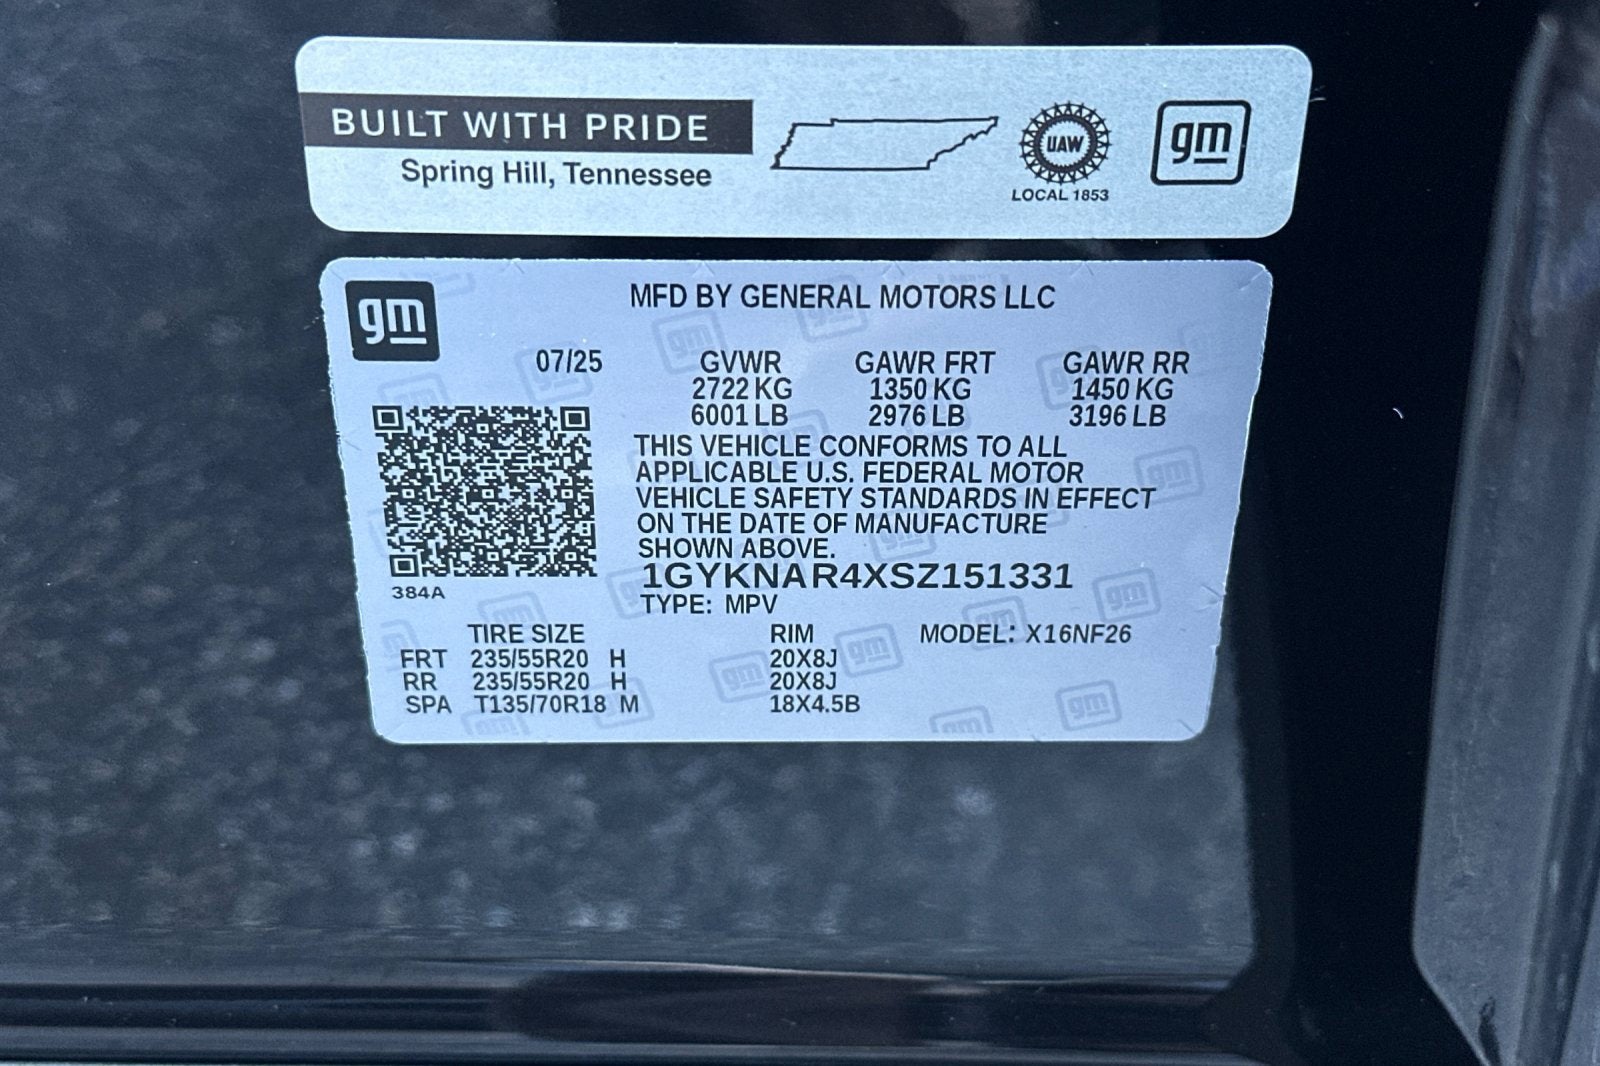 BUILT WITH PRIDE
Spring Hill, Tennessee
UAW
LOCAL 1853
gm
gm
MFD BY GENERAL MOTORS LLC
07/25 GVWR GAWR FRT GAWR RR
2722 KG 1350 KG 1450 KG
6001 LB 2976 LB 3196 LB
THIS VEHICLE CONFORMS TO ALL
APPLICABLE U.S. FEDERAL MOTOR
VEHICLE SAFETY STANDARDS IN EFFECT
ON THE DATE OF MANUFACTURE
SHOWN ABOVE.
1GYKNAR4XSZ151331
384A
TYPE: MPV
TIRE SIZE RIM MODEL: X16NF26
FRT 235/55R20 H 20X8J
RR 235/55R20 H 20X8J
SPA T135/70R18 M 18X4.5B